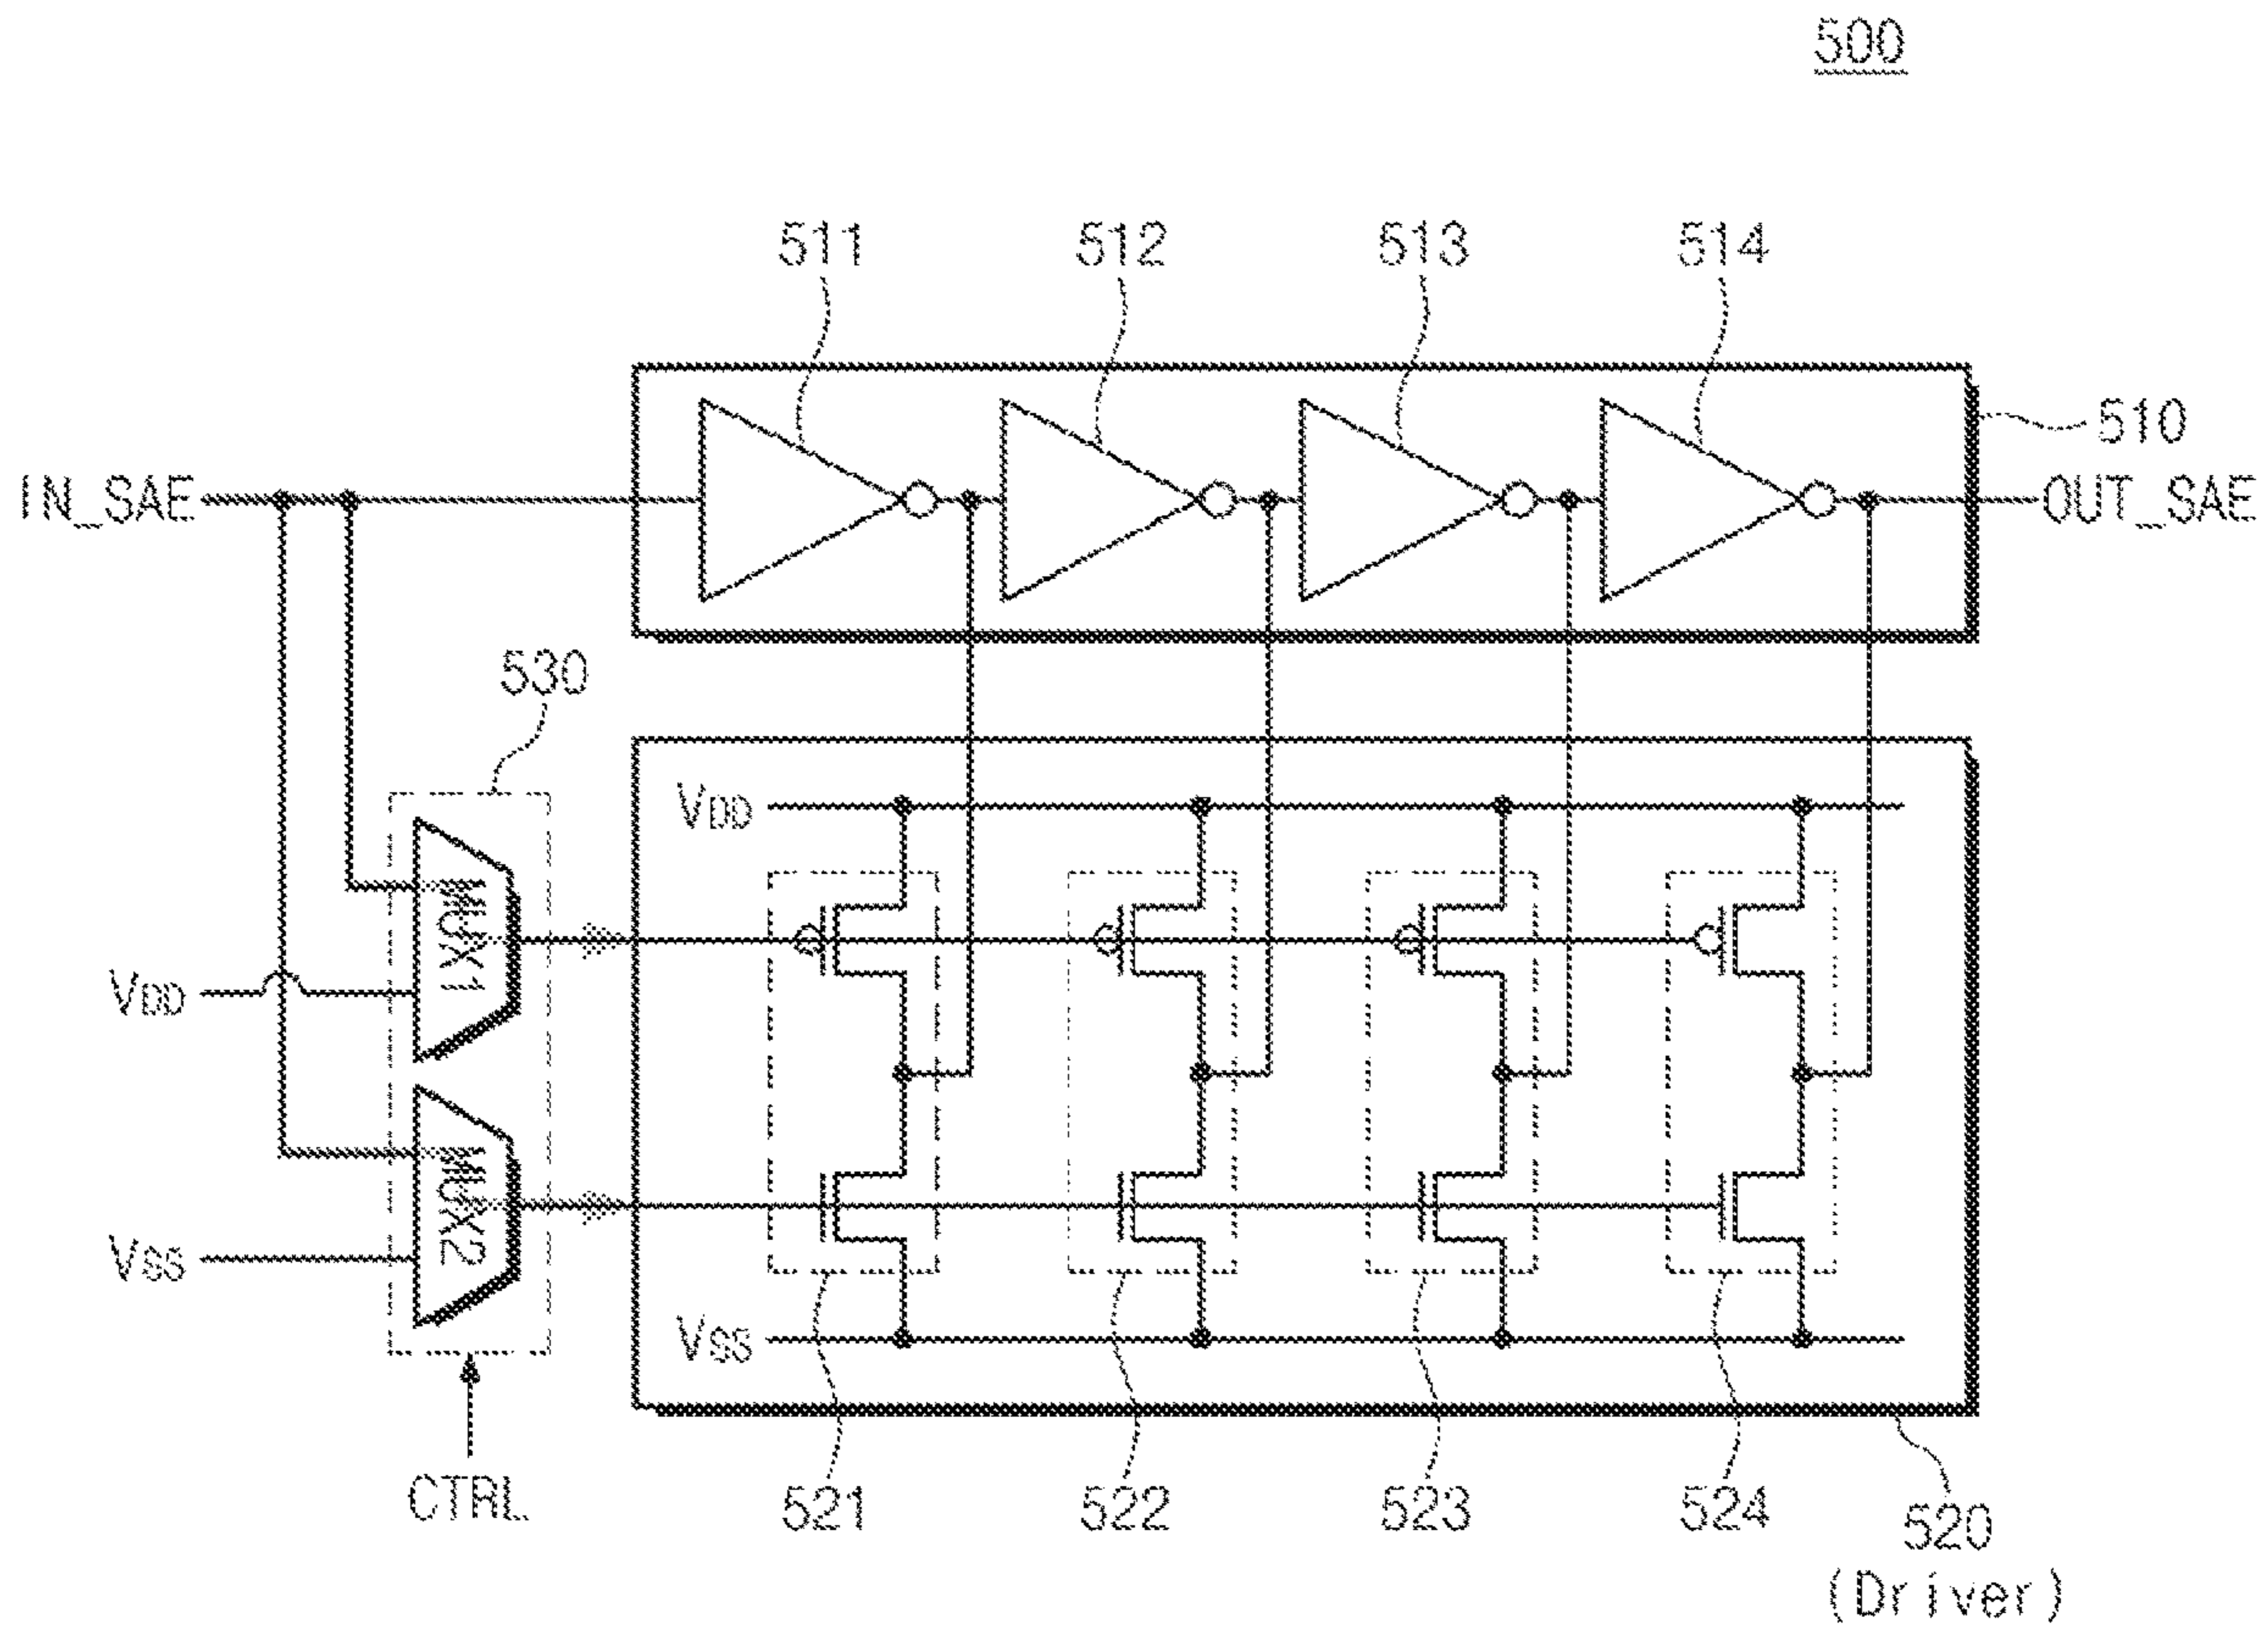 500
511 512 513 514
510
IN_SAE OUT_SAE
530
VDD
MUX1
VDD
MUX2
VSS
VSS
CTRL
521 522 523 524
520
(Driver)